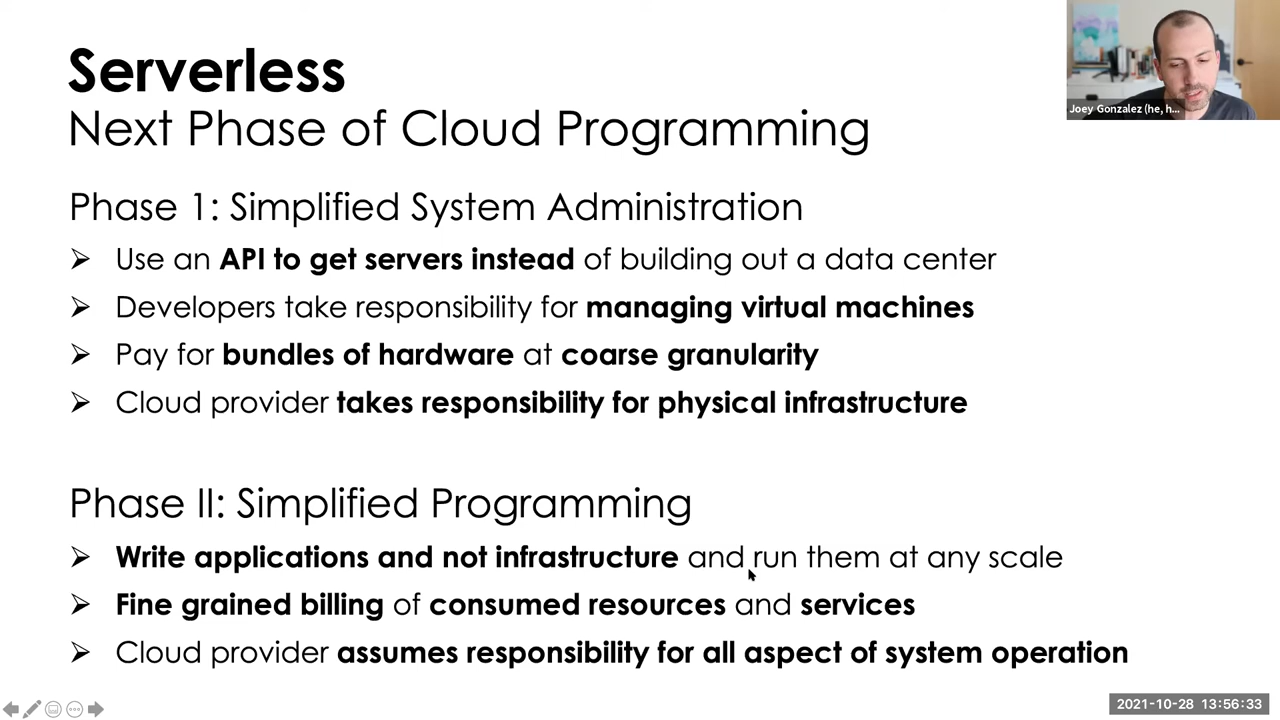 Serverless
Next Phase of Cloud Programming
Joey Gonzalez (he, h...
Phase 1: Simplified System Administration
➢ Use an API to get servers instead of building out a data center
➢ Developers take responsibility for managing virtual machines
➢ Pay for bundles of hardware at coarse granularity
➢ Cloud provider takes responsibility for physical infrastructure
Phase II: Simplified Programming
➢ Write applications and not infrastructure and run them at any scale
➢ Fine grained billing of consumed resources and services
➢ Cloud provider assumes responsibility for all aspect of system operation
2021-10-28 13:56:33